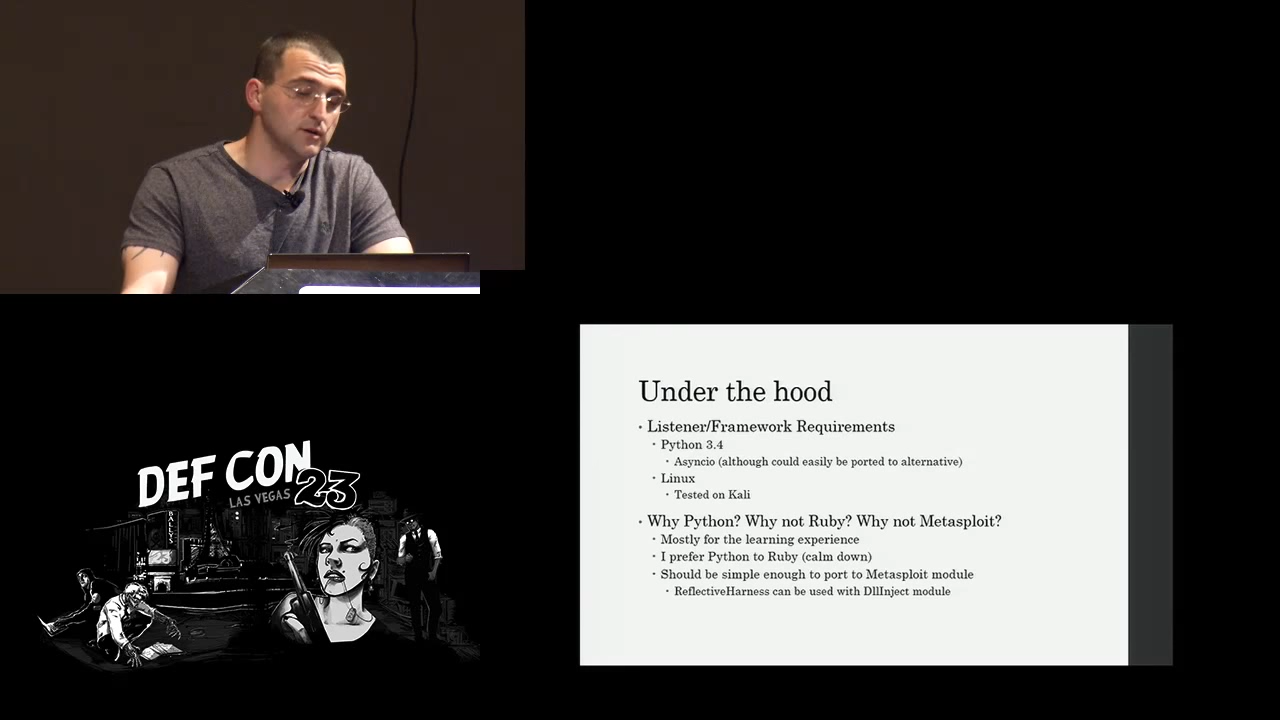 Under the hood
• Listener/Framework Requirements
• Python 3.4
• Asyncio (although could easily be ported to alternative)
• Linux
• Tested on Kali
• Why Python? Why not Ruby? Why not Metasploit?
• Mostly for the learning experience
• I prefer Python to Ruby (calm down)
• Should be simple enough to port to Metasploit module
• ReflectiveHarness can be used with DllInject module
DEF CON
LAS VEGAS 23
BALLYS